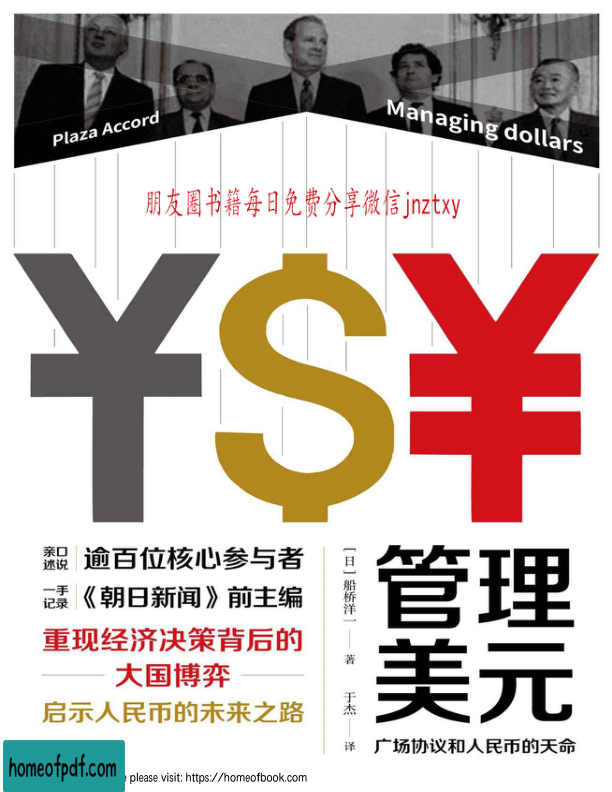 Plaza Accord
Managing dollars
朋友圈书籍每日免费分享微信jnztxy
¥$¥
亲口述说
逾百位核心参与者
一手记录
《朝日新闻》前主编
重现经济决策背后的
大国博弈
启示人民币的未来之路
[日]船桥洋一——著
于杰——译
管理
美元
广场协议和人民币的天命
homeofpdf.com
e please visit: https://homeofbook.com